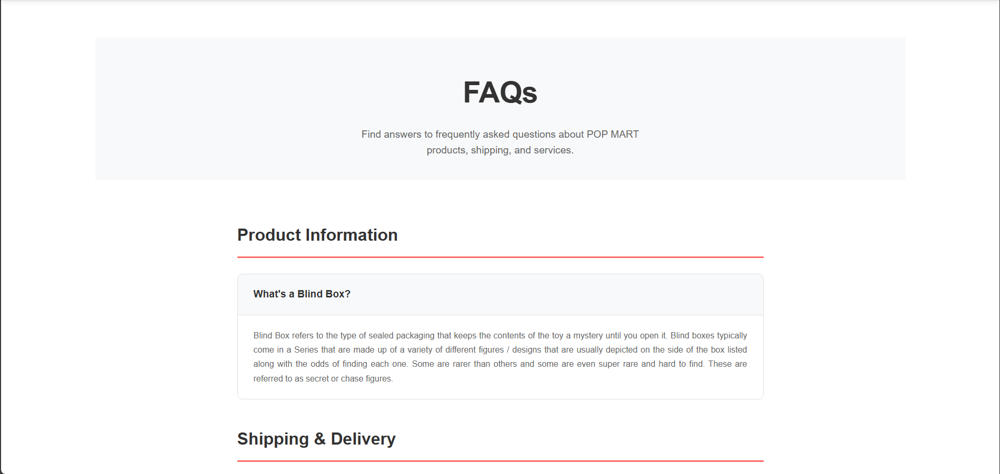 FAQs
Find answers to frequently asked questions about POP MART
products, shipping, and services.
Product Information
What's a Blind Box?
Blind Box refers to the type of sealed packaging that keeps the contents of the toy a mystery until you open it. Blind boxes typically
come in a Series that are made up of a variety of different figures / designs that are usually depicted on the side of the box listed
along with the odds of finding each one. Some are rarer than others and some are even super rare and hard to find. These are
referred to as secret or chase figures.
Shipping & Delivery